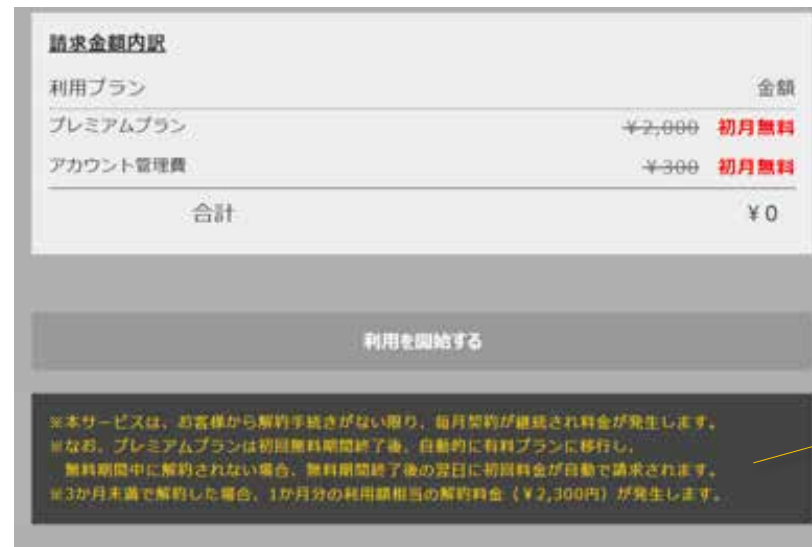 請求金額内訳
利用プラン 金額
プレミアムプラン ¥2,000 初月無料
アカウント管理費 ¥300 初月無料
合計 ¥0
利用を開始する
※本サービスは、お客様から解約手続きがない限り、毎月契約が継続され料金が発生します。
※なお、プレミアムプランは初回無料期間終了後、自動的に有料プランに移行し、
無料期間中に解約されない場合、無料期間終了後の翌日に初回料金が自動で請求されます。
※3か月未満で解約した場合、1か月分の利用額相当の解約料金（¥2,300円）が発生します。